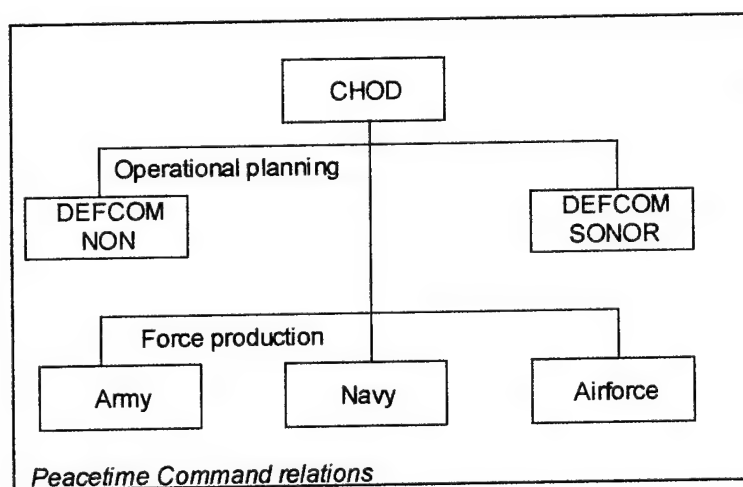 CHOD
Operational planning
DEFCOM
NON
DEFCOM
SONOR
Force production
Army
Navy
Airforce
Peacetime Command relations